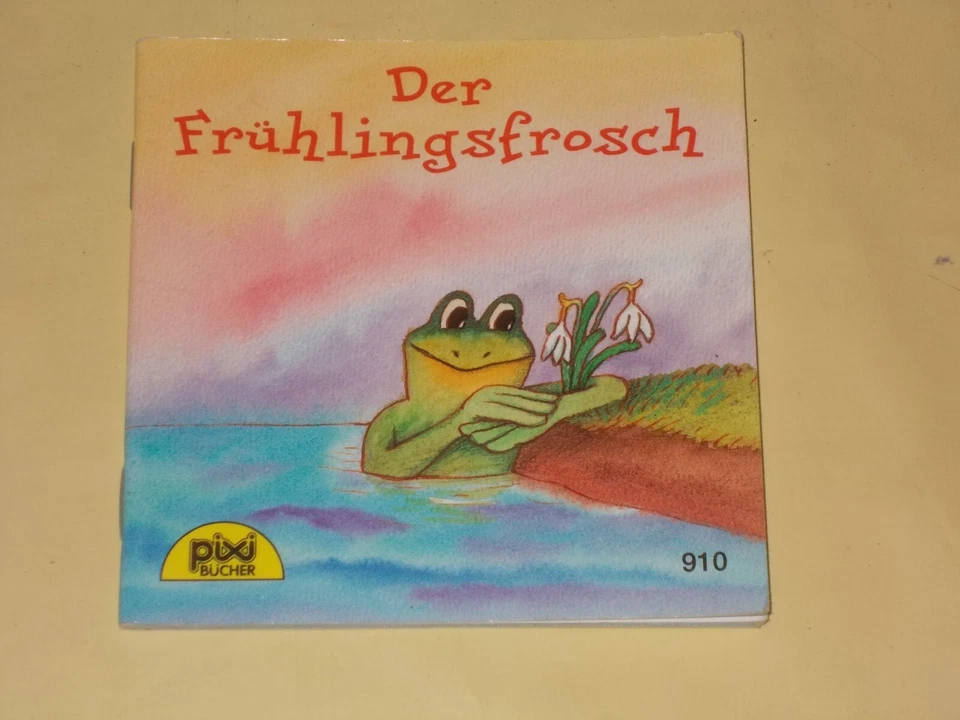 Der
Frühlingsfrosch
pixi
BÜCHER
910